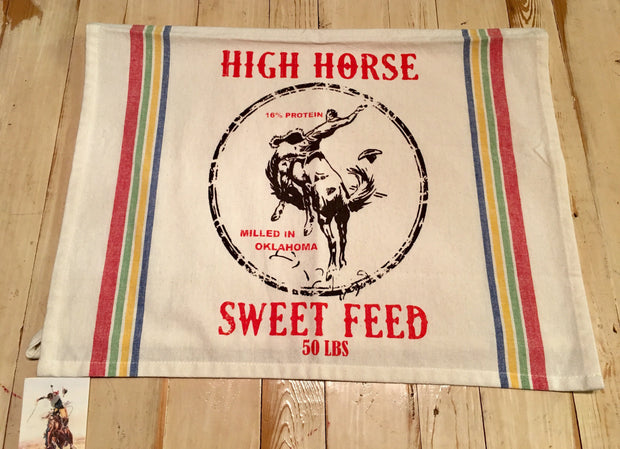 HIGH HORSE
16% PROTEIN
MILLED IN
OKLAHOMA
SWEET FEED
50 LBS